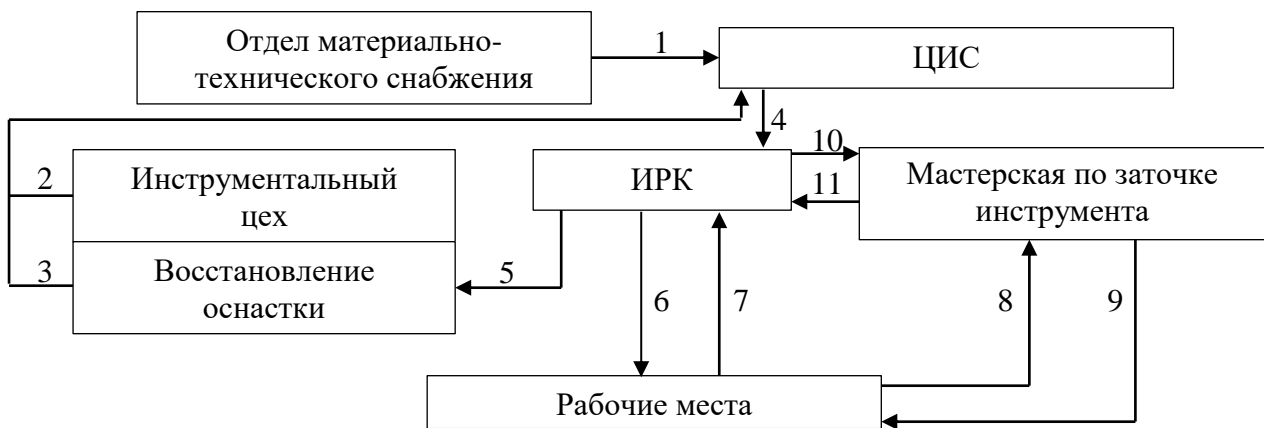 Отдел материально-
технического снабжения
1
ЦИС
4
10
2
Инструментальный
цех
ИРК
11
Мастерская по заточке
инструмента
3
Восстановление
оснастки
5
6
7
8
9
Рабочие места